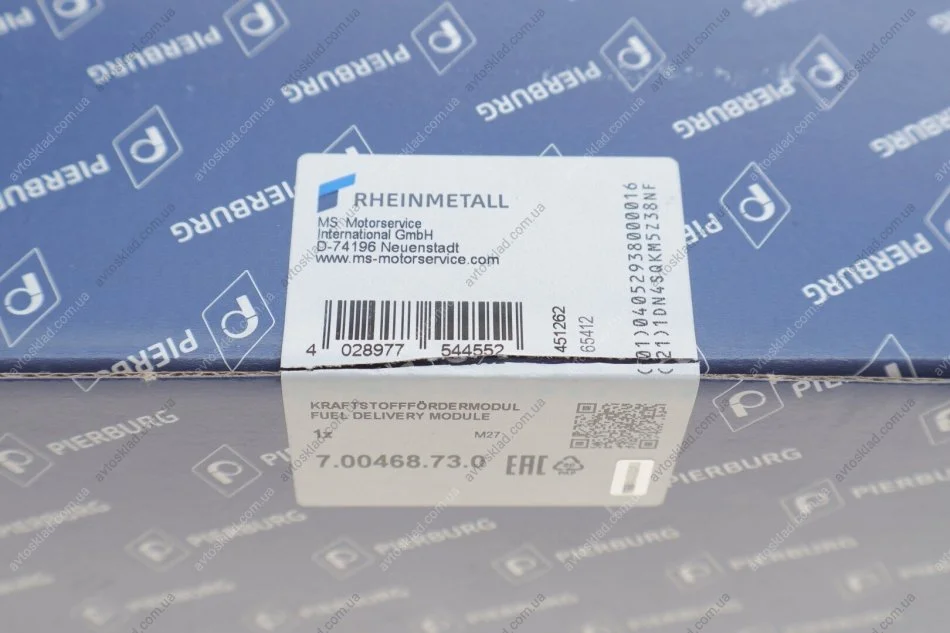 PIERBURG
RHEINMETALL
MS Motorservice
International GmbH
D-74196 Neuenstadt
www.ms-motorservice.com
4 028977 544552
451262
65412
(01)04052938000016
(21)1DN4SQKM5Z38NF
KRAFTSTOFFFÖRDERMODUL
FUEL DELIVERY MODULE
1x
M27
7.00468.73.0 EAC
avtosklad.com.ua